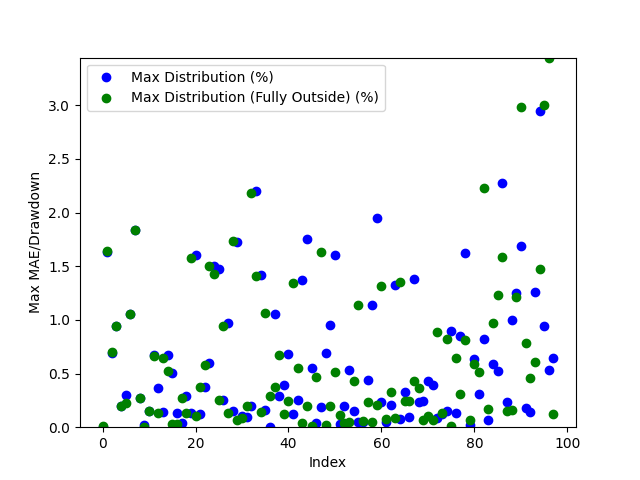 Max Distribution (%)
Max Distribution (Fully Outside) (%)
Max MAE/Drawdown
3.0
2.5
2.0
1.5
1.0
0.5
0.0
0 20 40 60 80 100
Index